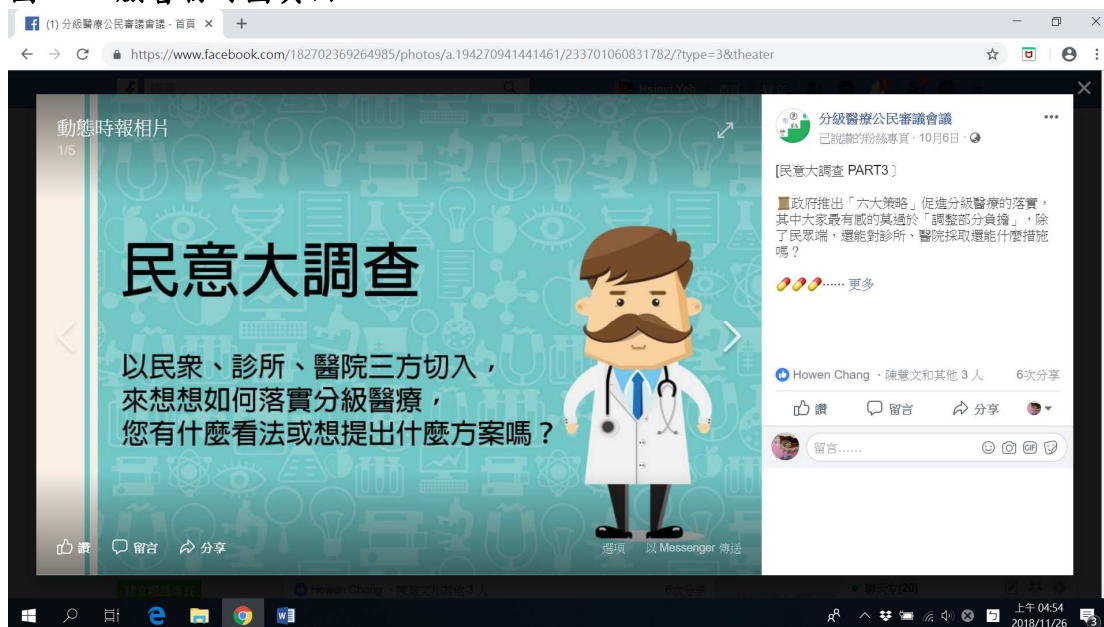 (1) 分級醫療公民審議會議 - 首頁
https://www.facebook.com/182702369264985/photos/a.194270941441461/233701060831782/?type=3&theater
Hsinyi Yeh
動態時報相片
1/5
民意大調查
以民眾、診所、醫院三方切入，
來想想如何落實分級醫療，
您有什麼看法或想提出什麼方案嗎？
讚 留言 分享
選項 以 Messenger 傳送
分級醫療公民審議會議
已說讚的粉絲專頁 · 10月6日 ·
[民意大調查 PART3〕
政府推出「六大策略」促進分級醫療的落實，
其中大家最有感的莫過於「調整部分負擔」，除
了民眾端，還能對診所、醫院採取還能什麼措施
嗎？
…… 更多
Howen Chang 、陳慧文和其他 3 人 6次分享
讚 留言 分享
留言…… GIF
聊天室(20)
上午 04:54
2018/11/26